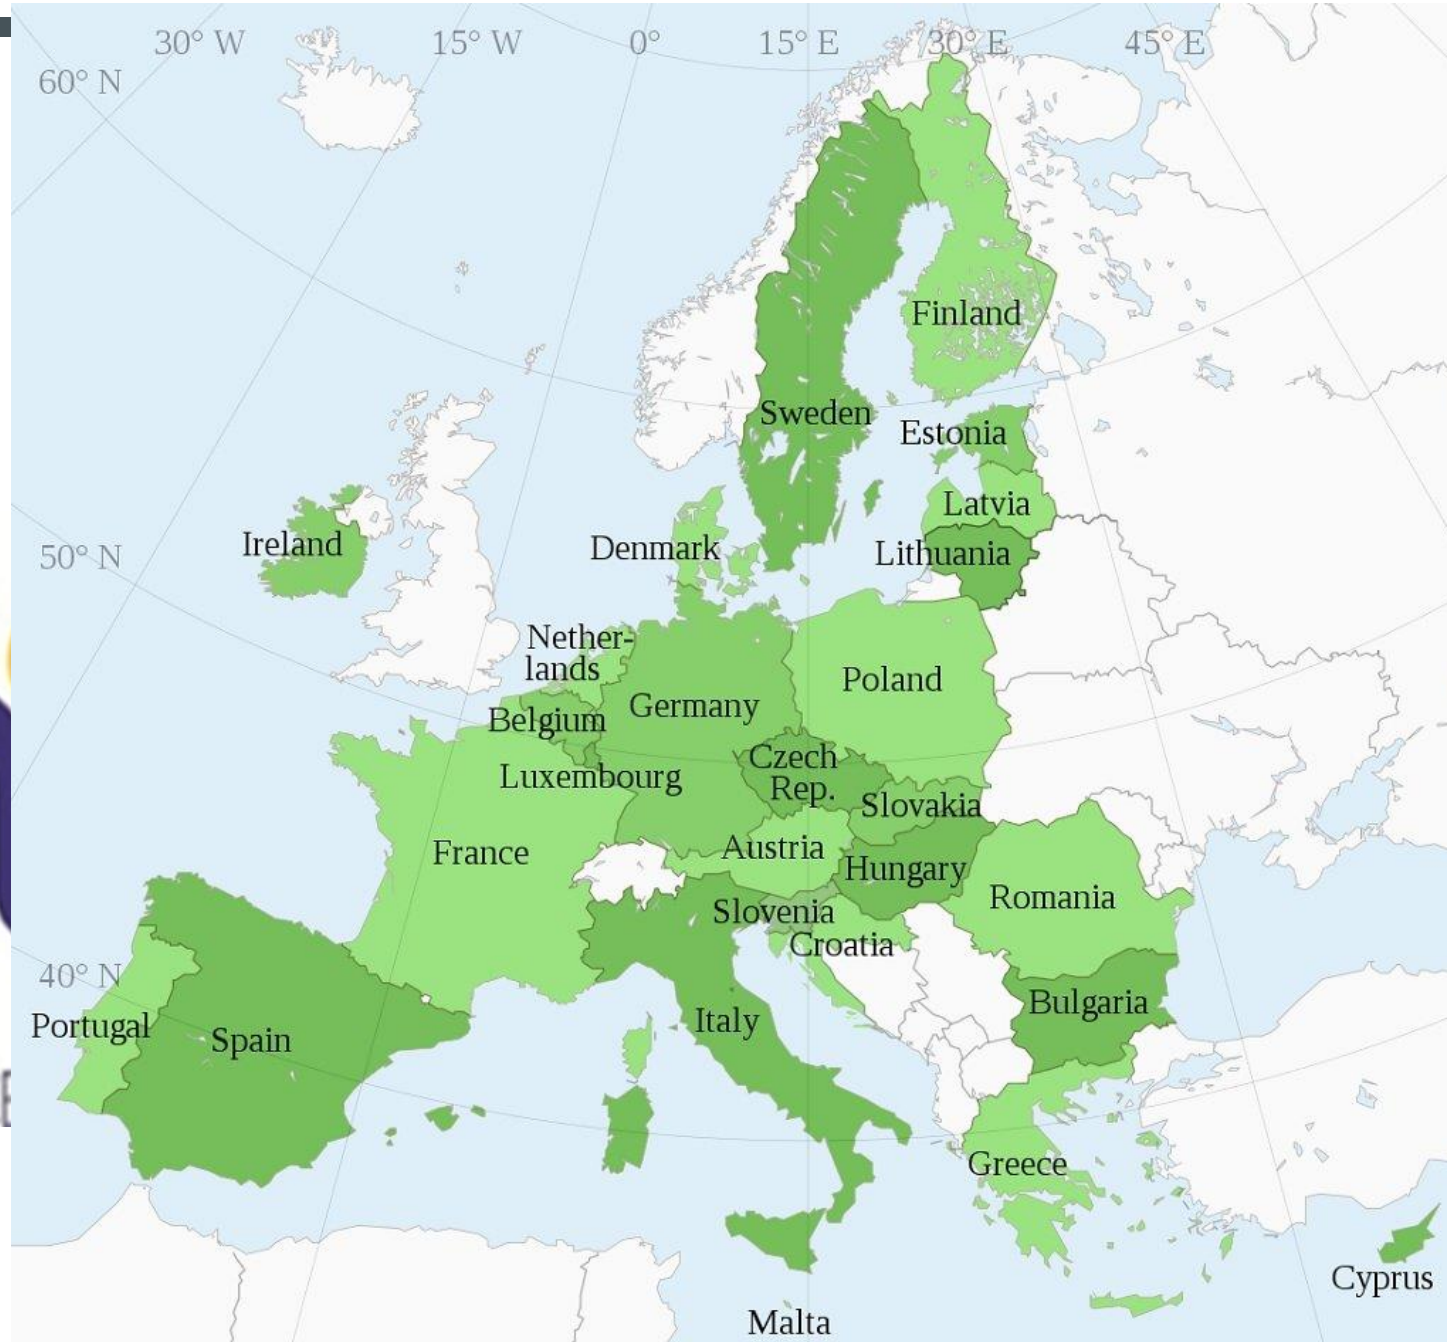 30° W
15° W
0°
15° E
30° E
45° E
60° N
Finland
Sweden
Estonia
Latvia
Ireland
Denmark
Lithuania
50° N
Nether-
lands
Poland
Germany
Belgium
Czech
Rep.
Luxembourg
Slovakia
Austria
France
Hungary
Romania
Slovenia
Croatia
40° N
Bulgaria
Portugal
Italy
Spain
Greece
Cyprus
Malta